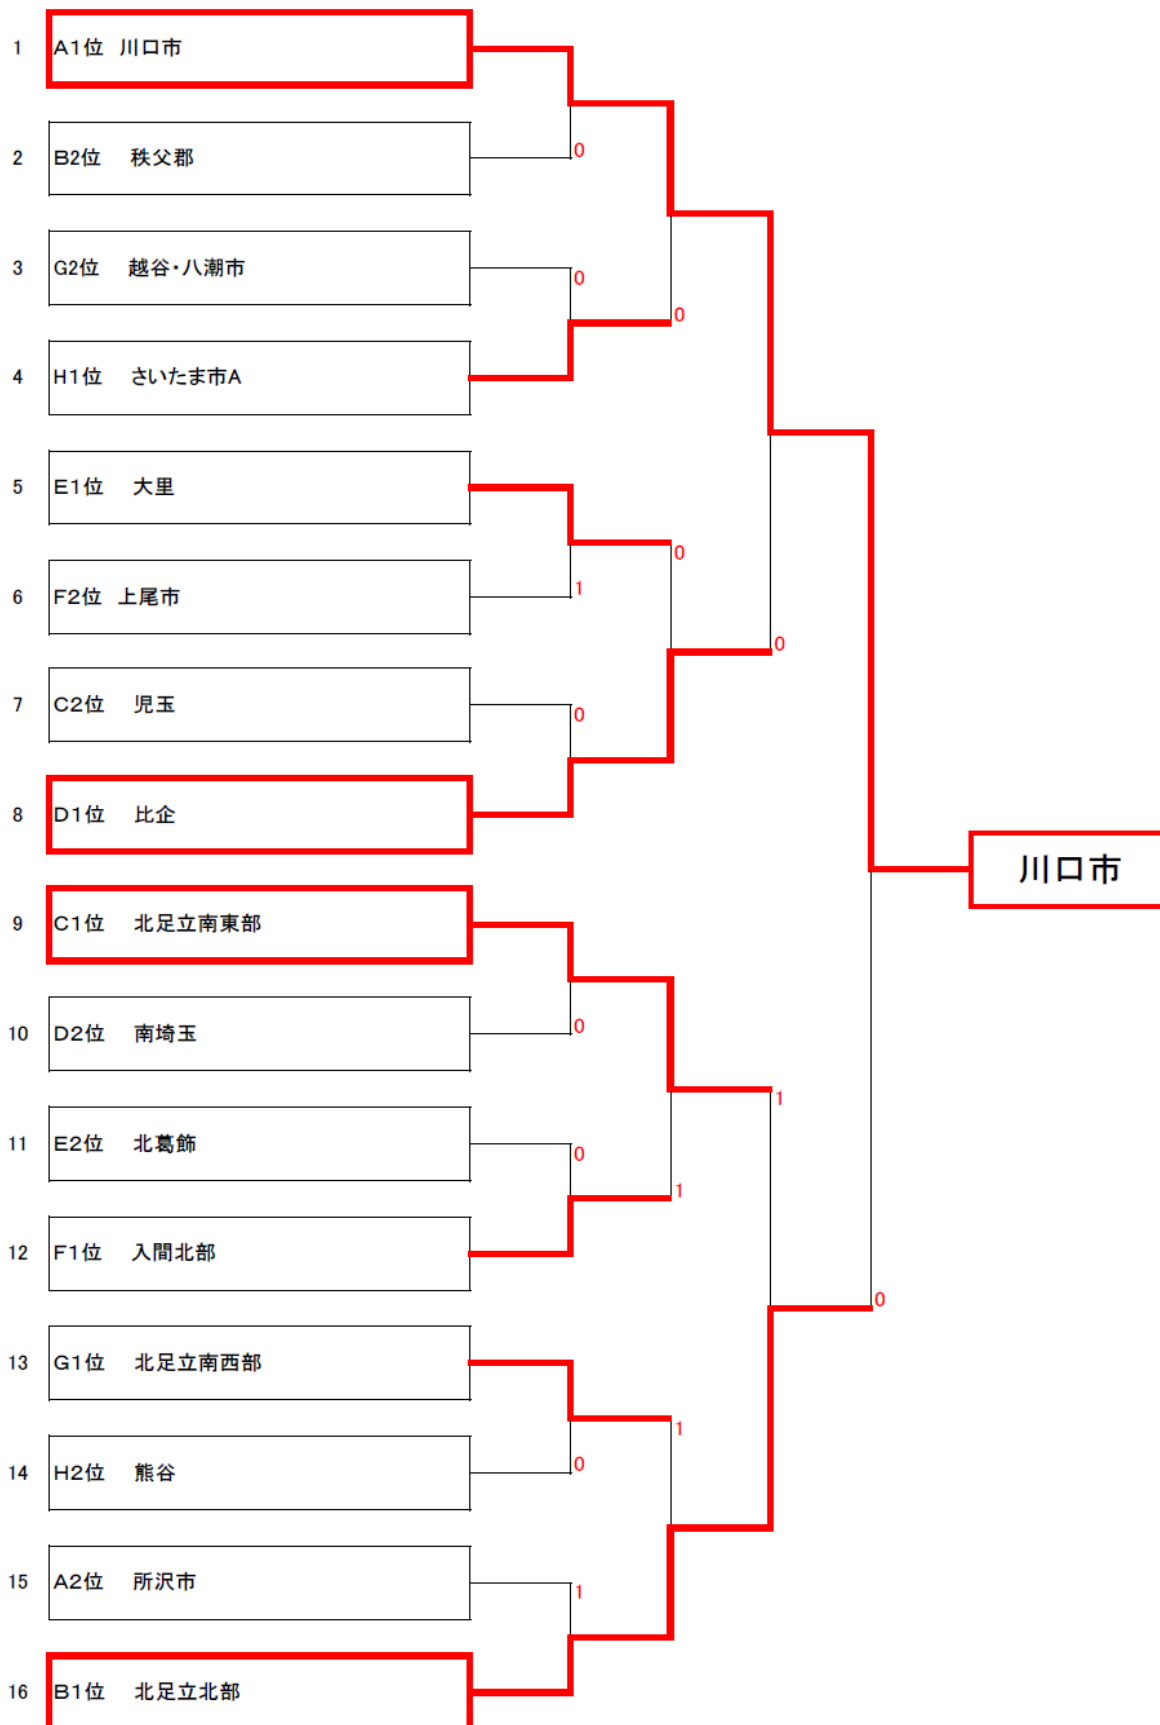 1 A1位 川口市
2 B2位 秩父郡
0
3 G2位 越谷・八潮市
0
0
4 H1位 さいたま市A
5 E1位 大里
0
6 F2位 上尾市
1
0
7 C2位 児玉
0
8 D1位 比企
川口市
9 C1位 北足立南東部
10 D2位 南埼玉
0
1
11 E2位 北葛飾
0
1
12 F1位 入間北部
0
13 G1位 北足立南西部
1
14 H2位 熊谷
0
15 A2位 所沢市
1
16 B1位 北足立北部